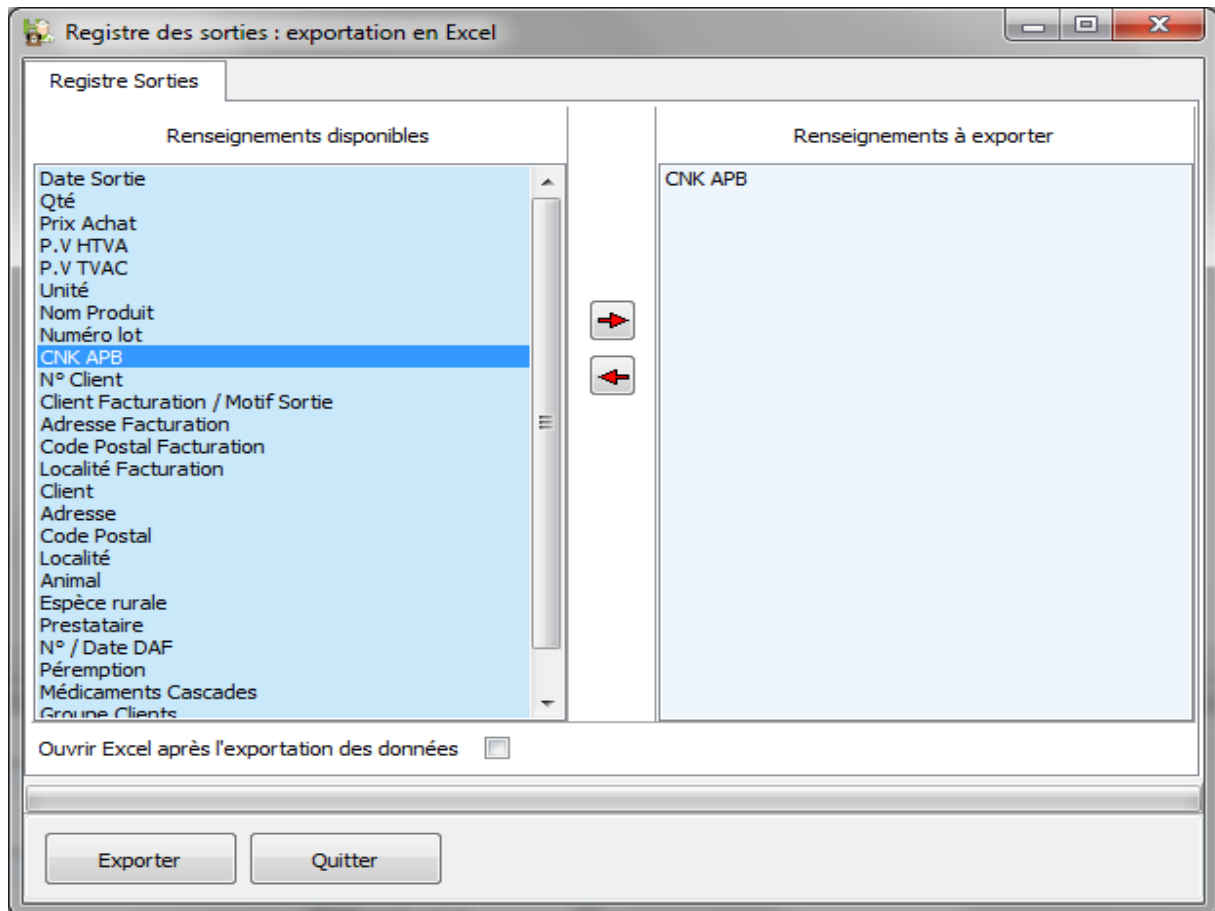 Registre des sorties : exportation en Excel
Registre Sorties
Renseignements disponibles
Date Sortie
Qté
Prix Achat
P.V HTVA
P.V TVAC
Unité
Nom Produit
Numéro lot
CNK APB
N° Client
Client Facturation / Motif Sortie
Adresse Facturation
Code Postal Facturation
Localité Facturation
Client
Adresse
Code Postal
Localité
Animal
Espèce rurale
Prestataire
N° / Date DAF
Péremption
Médicaments Cascades
Groupe Clients
Renseignements à exporter
CNK APB
Ouvrir Excel après l'exportation des données
Exporter
Quitter